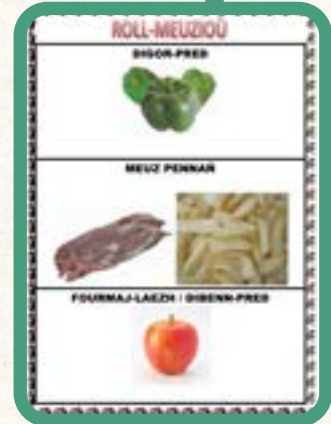 ROLL-MEUZIOÙ
DIGOR-PRED
MEUZ PENNAÑ
FOURMAJ-LAEZH / DIBENN-PRED